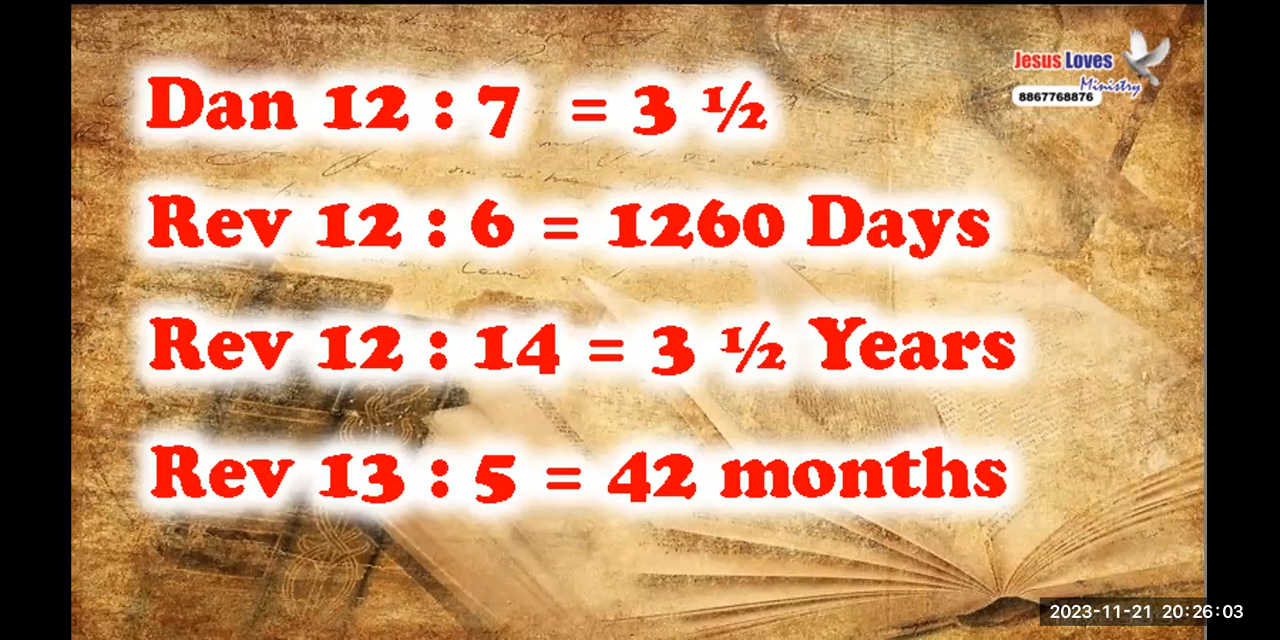 Jesus Loves
Ministry
8867768876
Dan 12 : 7 = 3 ½
Rev 12 : 6 = 1260 Days
Rev 12 : 14 = 3 ½ Years
Rev 13 : 5 = 42 months
2023-11-21 20:26:03